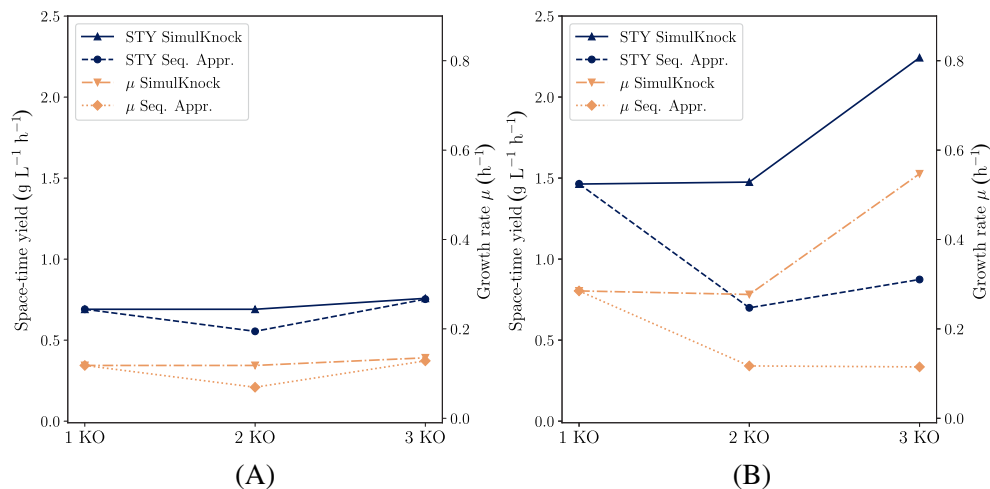 2.5
2.0
1.5
1.0
0.5
0.0
Space-time yield (g L⁻¹ h⁻¹)
STY SimulKnock
STY Seq. Appr.
μ SimulKnock
μ Seq. Appr.
0.8
0.6
0.4
0.2
0.0
Growth rate μ (h⁻¹)
1 KO 2 KO 3 KO
(A)
2.5
2.0
1.5
1.0
0.5
0.0
Space-time yield (g L⁻¹ h⁻¹)
STY SimulKnock
STY Seq. Appr.
μ SimulKnock
μ Seq. Appr.
0.8
0.6
0.4
0.2
0.0
Growth rate μ (h⁻¹)
1 KO 2 KO 3 KO
(B)